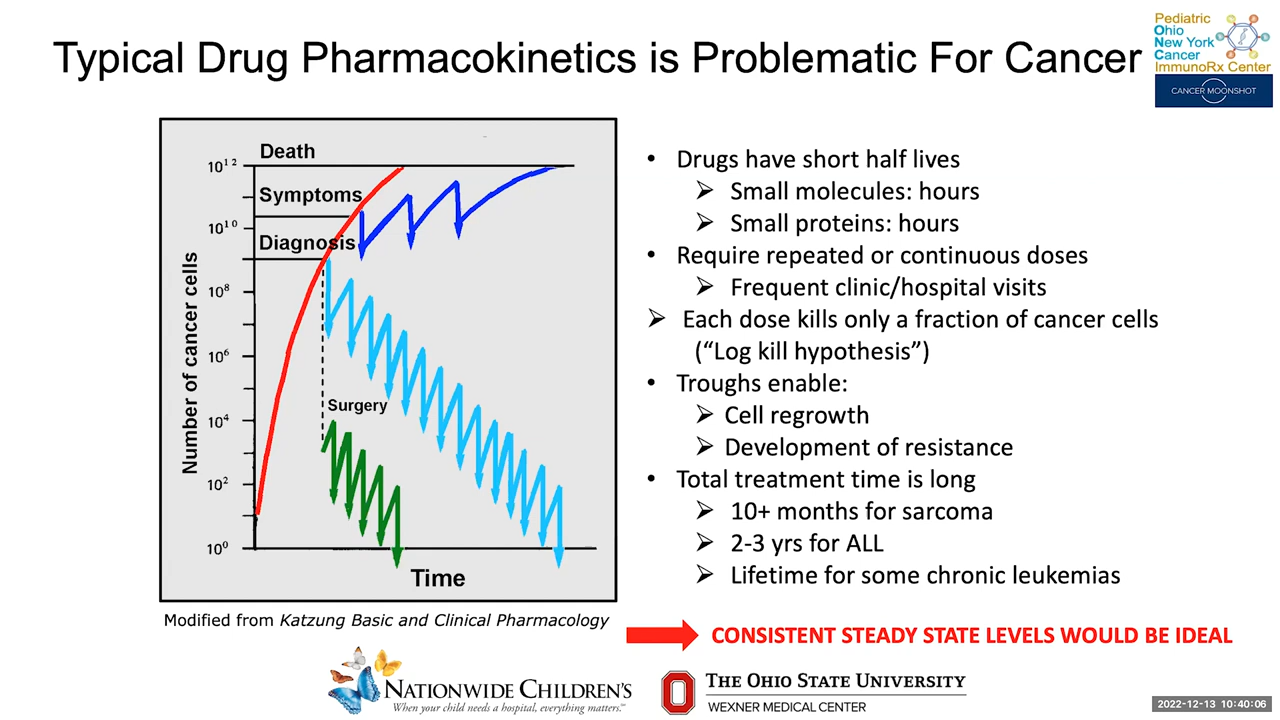 Typical Drug Pharmacokinetics is Problematic For Cancer
Pediatric
Ohio
New York
Cancer
ImmunoRx Center
CANCER MOONSHOT
Number of cancer cells
10¹²
10¹⁰
10⁸
10⁶
10⁴
10²
10⁰
Death
Symptoms
Diagnosis
Surgery
Time
Modified from Katzung Basic and Clinical Pharmacology
• Drugs have short half lives
➢ Small molecules: hours
➢ Small proteins: hours
• Require repeated or continuous doses
➢ Frequent clinic/hospital visits
➢ Each dose kills only a fraction of cancer cells
(“Log kill hypothesis”)
• Troughs enable:
➢ Cell regrowth
➢ Development of resistance
• Total treatment time is long
➢ 10+ months for sarcoma
➢ 2-3 yrs for ALL
➢ Lifetime for some chronic leukemias
CONSISTENT STEADY STATE LEVELS WOULD BE IDEAL
NATIONWIDE CHILDREN'S
When your child needs a hospital, everything matters.℠
THE OHIO STATE UNIVERSITY
WEXNER MEDICAL CENTER
2022-12-13 10:40:06